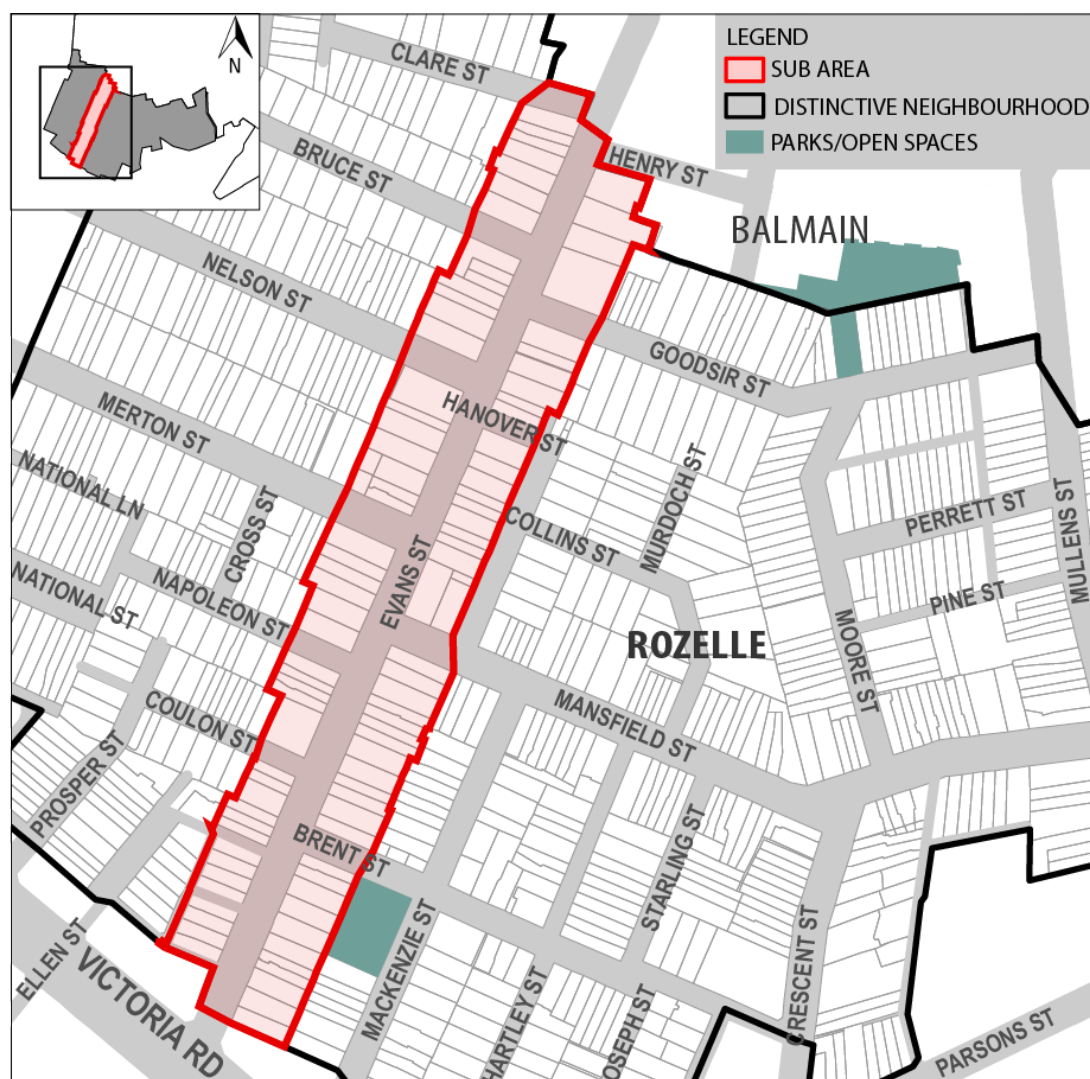 N
LEGEND
SUB AREA
DISTINCTIVE NEIGHBOURHOOD
PARKS/OPEN SPACES
CLARE ST
HENRY ST
BRUCE ST
BALMAIN
NELSON ST
GOODSIR ST
MERTON ST
HANOVER ST
NATIONAL LN
CROSS ST
MURDOCH ST
COLLINS ST
PERRETT ST
MULLENS ST
EVANS ST
NATIONAL ST
NAPOLEON ST
PINE ST
ROZELLE
MOORE ST
COULON ST
MANSFIELD ST
PROSPER ST
BRENT ST
STARLING ST
ELLEN ST
VICTORIA RD
MACKENZIE ST
HARTLEY ST
OSEPH ST
CRESCENT ST
PARSONS ST